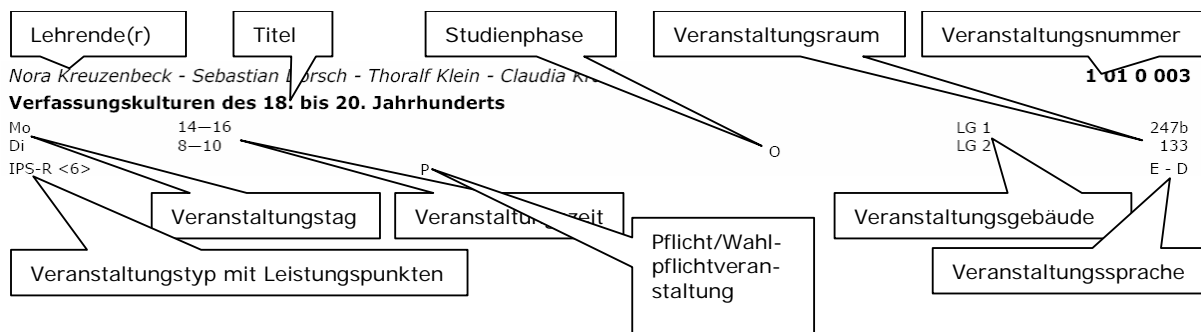 Lehrende(r) Titel Studienphase Veranstaltungsraum Veranstaltungsnummer
Nora Kreuzenbeck - Sebastian Dorsch - Thoralf Klein - Claudia 1 01 0 003
Verfassungskulturen des 18. bis 20. Jahrhunderts
Mo 14—16 LG 1 247b
Di 8—10 O LG 2 133
IPS-R <6> P E - D
Veranstaltungstag Veranstaltungszeit Veranstaltungsgebäude
Pflicht/Wahl-
pflichtveran-
staltung
Veranstaltungstyp mit Leistungspunkten Veranstaltungssprache